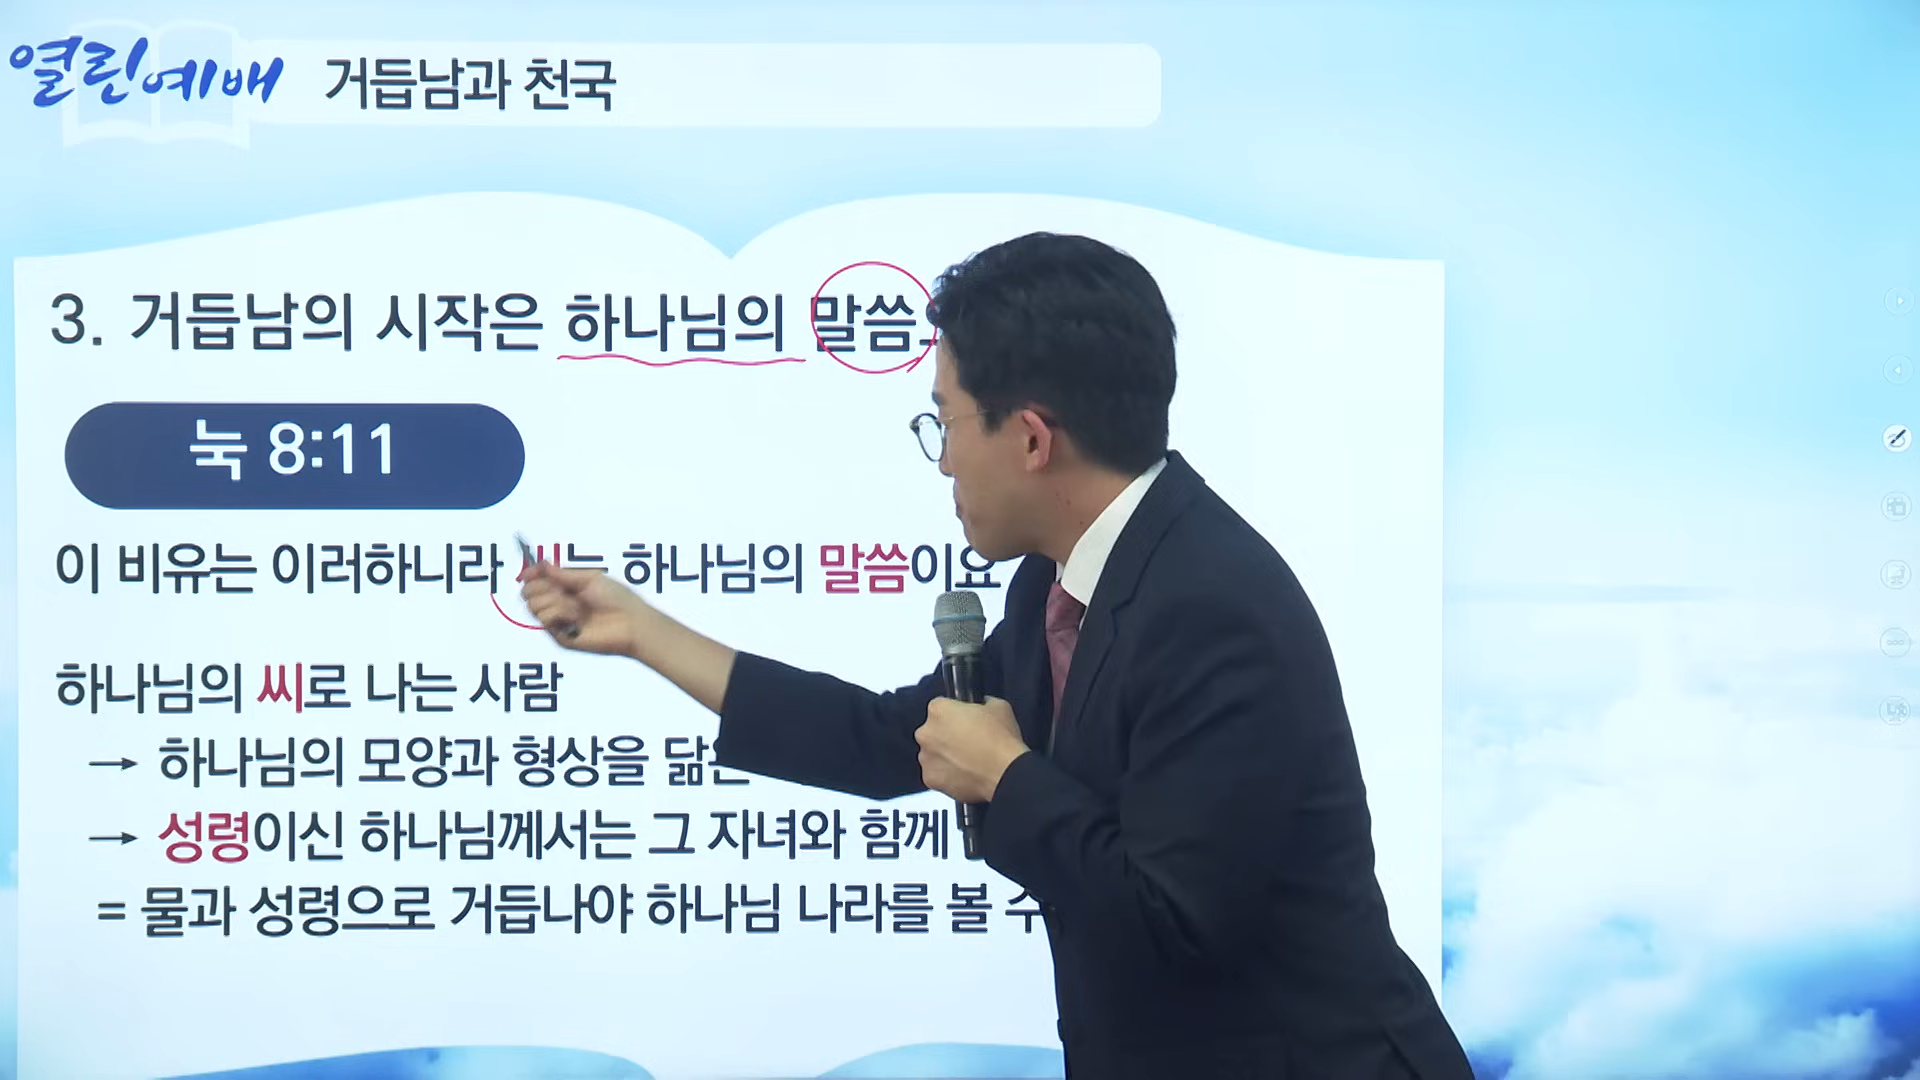 열린예배 거듭남과 천국
3. 거듭남의 시작은 하나님의 말씀
눅 8:11
이 비유는 이러하니라 씨는 하나님의 말씀이요
하나님의 씨로 나는 사람
→ 하나님의 모양과 형상을 닮은
→ 성령이신 하나님께서는 그 자녀와 함께
= 물과 성령으로 거듭나야 하나님 나라를 볼 수